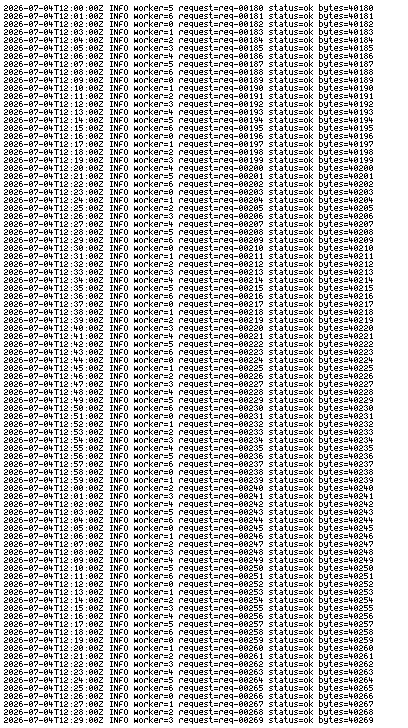 2026-07-04T12:00:00Z INFO worker=5 request=req-00180 status=ok bytes=40180
2026-07-04T12:01:00Z INFO worker=6 request=req-00181 status=ok bytes=40181
2026-07-04T12:02:00Z INFO worker=0 request=req-00182 status=ok bytes=40182
2026-07-04T12:03:00Z INFO worker=1 request=req-00183 status=ok bytes=40183
2026-07-04T12:04:00Z INFO worker=2 request=req-00184 status=ok bytes=40184
2026-07-04T12:05:00Z INFO worker=3 request=req-00185 status=ok bytes=40185
2026-07-04T12:06:00Z INFO worker=4 request=req-00186 status=ok bytes=40186
2026-07-04T12:07:00Z INFO worker=5 request=req-00187 status=ok bytes=40187
2026-07-04T12:08:00Z INFO worker=6 request=req-00188 status=ok bytes=40188
2026-07-04T12:09:00Z INFO worker=0 request=req-00189 status=ok bytes=40189
2026-07-04T12:10:00Z INFO worker=1 request=req-00190 status=ok bytes=40190
2026-07-04T12:11:00Z INFO worker=2 request=req-00191 status=ok bytes=40191
2026-07-04T12:12:00Z INFO worker=3 request=req-00192 status=ok bytes=40192
2026-07-04T12:13:00Z INFO worker=4 request=req-00193 status=ok bytes=40193
2026-07-04T12:14:00Z INFO worker=5 request=req-00194 status=ok bytes=40194
2026-07-04T12:15:00Z INFO worker=6 request=req-00195 status=ok bytes=40195
2026-07-04T12:16:00Z INFO worker=0 request=req-00196 status=ok bytes=40196
2026-07-04T12:17:00Z INFO worker=1 request=req-00197 status=ok bytes=40197
2026-07-04T12:18:00Z INFO worker=2 request=req-00198 status=ok bytes=40198
2026-07-04T12:19:00Z INFO worker=3 request=req-00199 status=ok bytes=40199
2026-07-04T12:20:00Z INFO worker=4 request=req-00200 status=ok bytes=40200
2026-07-04T12:21:00Z INFO worker=5 request=req-00201 status=ok bytes=40201
2026-07-04T12:22:00Z INFO worker=6 request=req-00202 status=ok bytes=40202
2026-07-04T12:23:00Z INFO worker=0 request=req-00203 status=ok bytes=40203
2026-07-04T12:24:00Z INFO worker=1 request=req-00204 status=ok bytes=40204
2026-07-04T12:25:00Z INFO worker=2 request=req-00205 status=ok bytes=40205
2026-07-04T12:26:00Z INFO worker=3 request=req-00206 status=ok bytes=40206
2026-07-04T12:27:00Z INFO worker=4 request=req-00207 status=ok bytes=40207
2026-07-04T12:28:00Z INFO worker=5 request=req-00208 status=ok bytes=40208
2026-07-04T12:29:00Z INFO worker=6 request=req-00209 status=ok bytes=40209
2026-07-04T12:30:00Z INFO worker=0 request=req-00210 status=ok bytes=40210
2026-07-04T12:31:00Z INFO worker=1 request=req-00211 status=ok bytes=40211
2026-07-04T12:32:00Z INFO worker=2 request=req-00212 status=ok bytes=40212
2026-07-04T12:33:00Z INFO worker=3 request=req-00213 status=ok bytes=40213
2026-07-04T12:34:00Z INFO worker=4 request=req-00214 status=ok bytes=40214
2026-07-04T12:35:00Z INFO worker=5 request=req-00215 status=ok bytes=40215
2026-07-04T12:36:00Z INFO worker=6 request=req-00216 status=ok bytes=40216
2026-07-04T12:37:00Z INFO worker=0 request=req-00217 status=ok bytes=40217
2026-07-04T12:38:00Z INFO worker=1 request=req-00218 status=ok bytes=40218
2026-07-04T12:39:00Z INFO worker=2 request=req-00219 status=ok bytes=40219
2026-07-04T12:40:00Z INFO worker=3 request=req-00220 status=ok bytes=40220
2026-07-04T12:41:00Z INFO worker=4 request=req-00221 status=ok bytes=40221
2026-07-04T12:42:00Z INFO worker=5 request=req-00222 status=ok bytes=40222
2026-07-04T12:43:00Z INFO worker=6 request=req-00223 status=ok bytes=40223
2026-07-04T12:44:00Z INFO worker=0 request=req-00224 status=ok bytes=40224
2026-07-04T12:45:00Z INFO worker=1 request=req-00225 status=ok bytes=40225
2026-07-04T12:46:00Z INFO worker=2 request=req-00226 status=ok bytes=40226
2026-07-04T12:47:00Z INFO worker=3 request=req-00227 status=ok bytes=40227
2026-07-04T12:48:00Z INFO worker=4 request=req-00228 status=ok bytes=40228
2026-07-04T12:49:00Z INFO worker=5 request=req-00229 status=ok bytes=40229
2026-07-04T12:50:00Z INFO worker=6 request=req-00230 status=ok bytes=40230
2026-07-04T12:51:00Z INFO worker=0 request=req-00231 status=ok bytes=40231
2026-07-04T12:52:00Z INFO worker=1 request=req-00232 status=ok bytes=40232
2026-07-04T12:53:00Z INFO worker=2 request=req-00233 status=ok bytes=40233
2026-07-04T12:54:00Z INFO worker=3 request=req-00234 status=ok bytes=40234
2026-07-04T12:55:00Z INFO worker=4 request=req-00235 status=ok bytes=40235
2026-07-04T12:56:00Z INFO worker=5 request=req-00236 status=ok bytes=40236
2026-07-04T12:57:00Z INFO worker=6 request=req-00237 status=ok bytes=40237
2026-07-04T12:58:00Z INFO worker=0 request=req-00238 status=ok bytes=40238
2026-07-04T12:59:00Z INFO worker=1 request=req-00239 status=ok bytes=40239
2026-07-04T12:00:00Z INFO worker=2 request=req-00240 status=ok bytes=40240
2026-07-04T12:01:00Z INFO worker=3 request=req-00241 status=ok bytes=40241
2026-07-04T12:02:00Z INFO worker=4 request=req-00242 status=ok bytes=40242
2026-07-04T12:03:00Z INFO worker=5 request=req-00243 status=ok bytes=40243
2026-07-04T12:04:00Z INFO worker=6 request=req-00244 status=ok bytes=40244
2026-07-04T12:05:00Z INFO worker=0 request=req-00245 status=ok bytes=40245
2026-07-04T12:06:00Z INFO worker=1 request=req-00246 status=ok bytes=40246
2026-07-04T12:07:00Z INFO worker=2 request=req-00247 status=ok bytes=40247
2026-07-04T12:08:00Z INFO worker=3 request=req-00248 status=ok bytes=40248
2026-07-04T12:09:00Z INFO worker=4 request=req-00249 status=ok bytes=40249
2026-07-04T12:10:00Z INFO worker=5 request=req-00250 status=ok bytes=40250
2026-07-04T12:11:00Z INFO worker=6 request=req-00251 status=ok bytes=40251
2026-07-04T12:12:00Z INFO worker=0 request=req-00252 status=ok bytes=40252
2026-07-04T12:13:00Z INFO worker=1 request=req-00253 status=ok bytes=40253
2026-07-04T12:14:00Z INFO worker=2 request=req-00254 status=ok bytes=40254
2026-07-04T12:15:00Z INFO worker=3 request=req-00255 status=ok bytes=40255
2026-07-04T12:16:00Z INFO worker=4 request=req-00256 status=ok bytes=40256
2026-07-04T12:17:00Z INFO worker=5 request=req-00257 status=ok bytes=40257
2026-07-04T12:18:00Z INFO worker=6 request=req-00258 status=ok bytes=40258
2026-07-04T12:19:00Z INFO worker=0 request=req-00259 status=ok bytes=40259
2026-07-04T12:20:00Z INFO worker=1 request=req-00260 status=ok bytes=40260
2026-07-04T12:21:00Z INFO worker=2 request=req-00261 status=ok bytes=40261
2026-07-04T12:22:00Z INFO worker=3 request=req-00262 status=ok bytes=40262
2026-07-04T12:23:00Z INFO worker=4 request=req-00263 status=ok bytes=40263
2026-07-04T12:24:00Z INFO worker=5 request=req-00264 status=ok bytes=40264
2026-07-04T12:25:00Z INFO worker=6 request=req-00265 status=ok bytes=40265
2026-07-04T12:26:00Z INFO worker=0 request=req-00266 status=ok bytes=40266
2026-07-04T12:27:00Z INFO worker=1 request=req-00267 status=ok bytes=40267
2026-07-04T12:28:00Z INFO worker=2 request=req-00268 status=ok bytes=40268
2026-07-04T12:29:00Z INFO worker=3 request=req-00269 status=ok bytes=40269